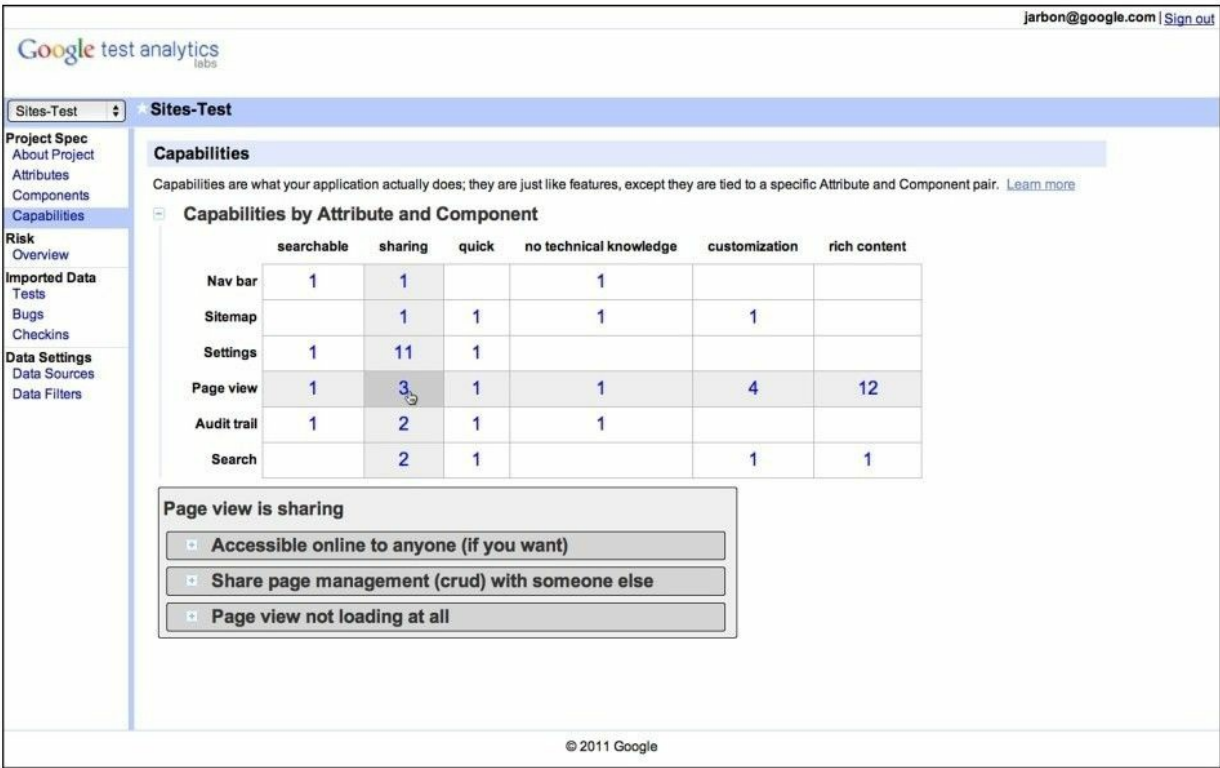 jarbon@google.com | Sign out
Google test analytics
labs
Sites-Test
Sites-Test
Project Spec
About Project
Attributes
Components
Capabilities
Risk
Overview
Imported Data
Tests
Bugs
Checkins
Data Settings
Data Sources
Data Filters
Capabilities
Capabilities are what your application actually does; they are just like features, except they are tied to a specific Attribute and Component pair. Learn more
Capabilities by Attribute and Component
searchable sharing quick no technical knowledge customization rich content
Nav bar 1 1 1
Sitemap 1 1 1 1
Settings 1 11 1
Page view 1 3 1 1 4 12
Audit trail 1 2 1 1
Search 2 1 1 1
Page view is sharing
Accessible online to anyone (if you want)
Share page management (crud) with someone else
Page view not loading at all
© 2011 Google